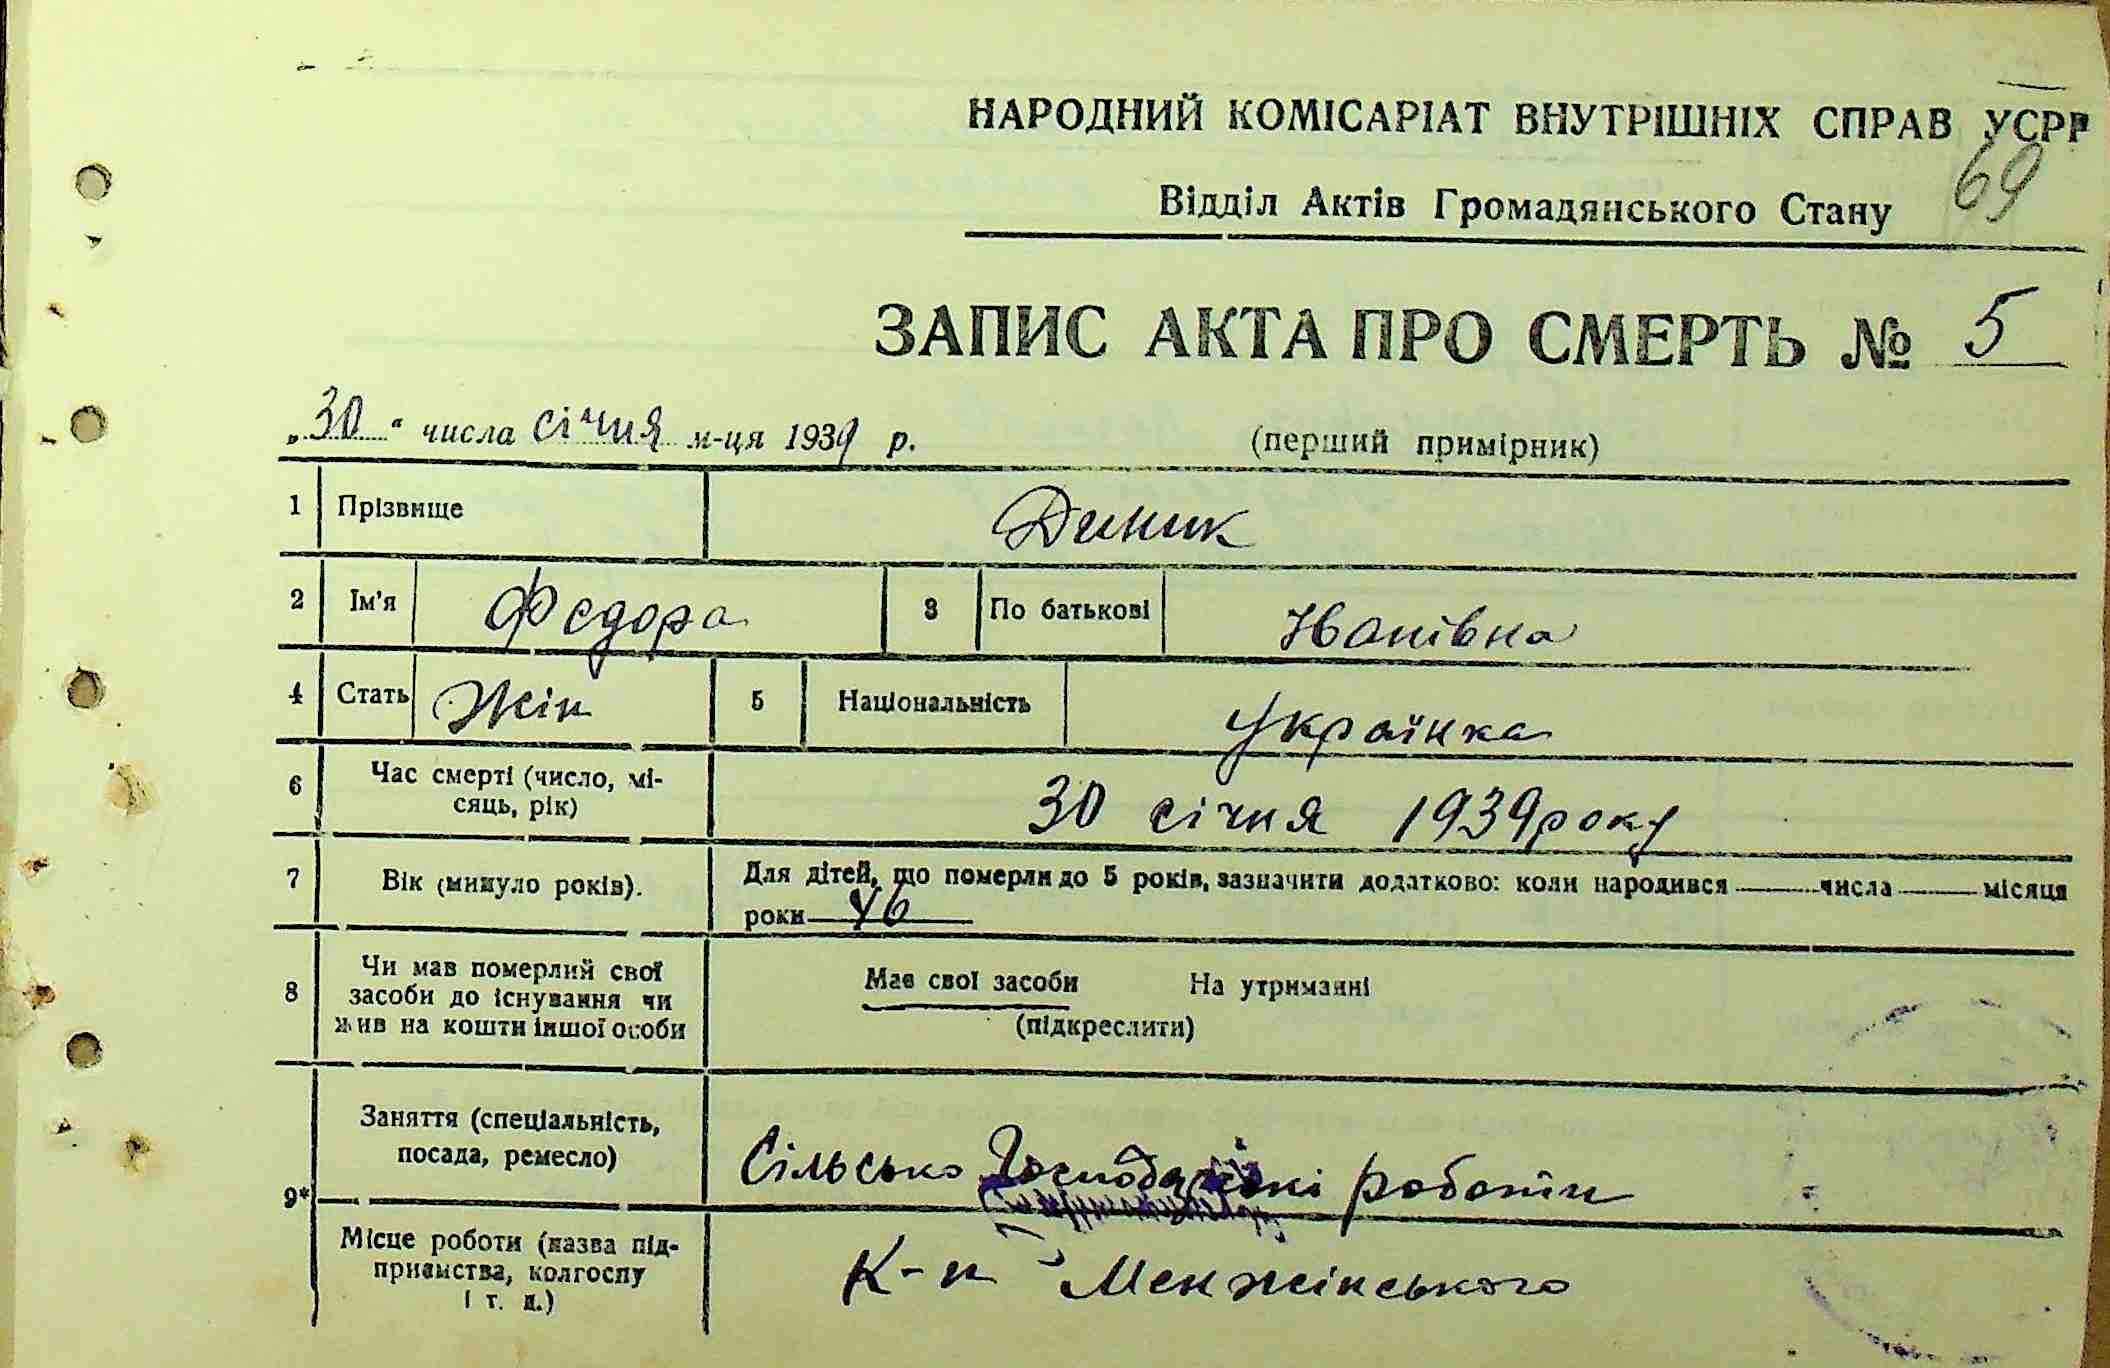 НАРОДНИЙ КОМІСАРІАТ ВНУТРІШНІХ СПРАВ УСРР
69
Відділ Актів Громадянського Стану
ЗАПИС АКТА ПРО СМЕРТЬ № 5
„30" числа січня м-ця 1939 р. (перший примірник)
1 Прізвище Диник
2 Ім'я Федора 3 По батькові Іванівна
4 Стать Жін 5 Національність Українка
6 Час смерті (число, мі-
сяць, рік) 30 січня 1939 року
7 Вік (минуло років). Для дітей, що померли до 5 років, зазначити додатково: коли народився числа місяця
роки 46
8 Чи мав померлий свої
засоби до існування чи
жив на кошти іншої особи
Має свої засоби На утриманні
(підкреслити)
9* Заняття (спеціальність,
посада, ремесло) Сільсько Господарські роботи
Місце роботи (назва під-
приємства, колгоспу
і т. д.) К-п Менжінського